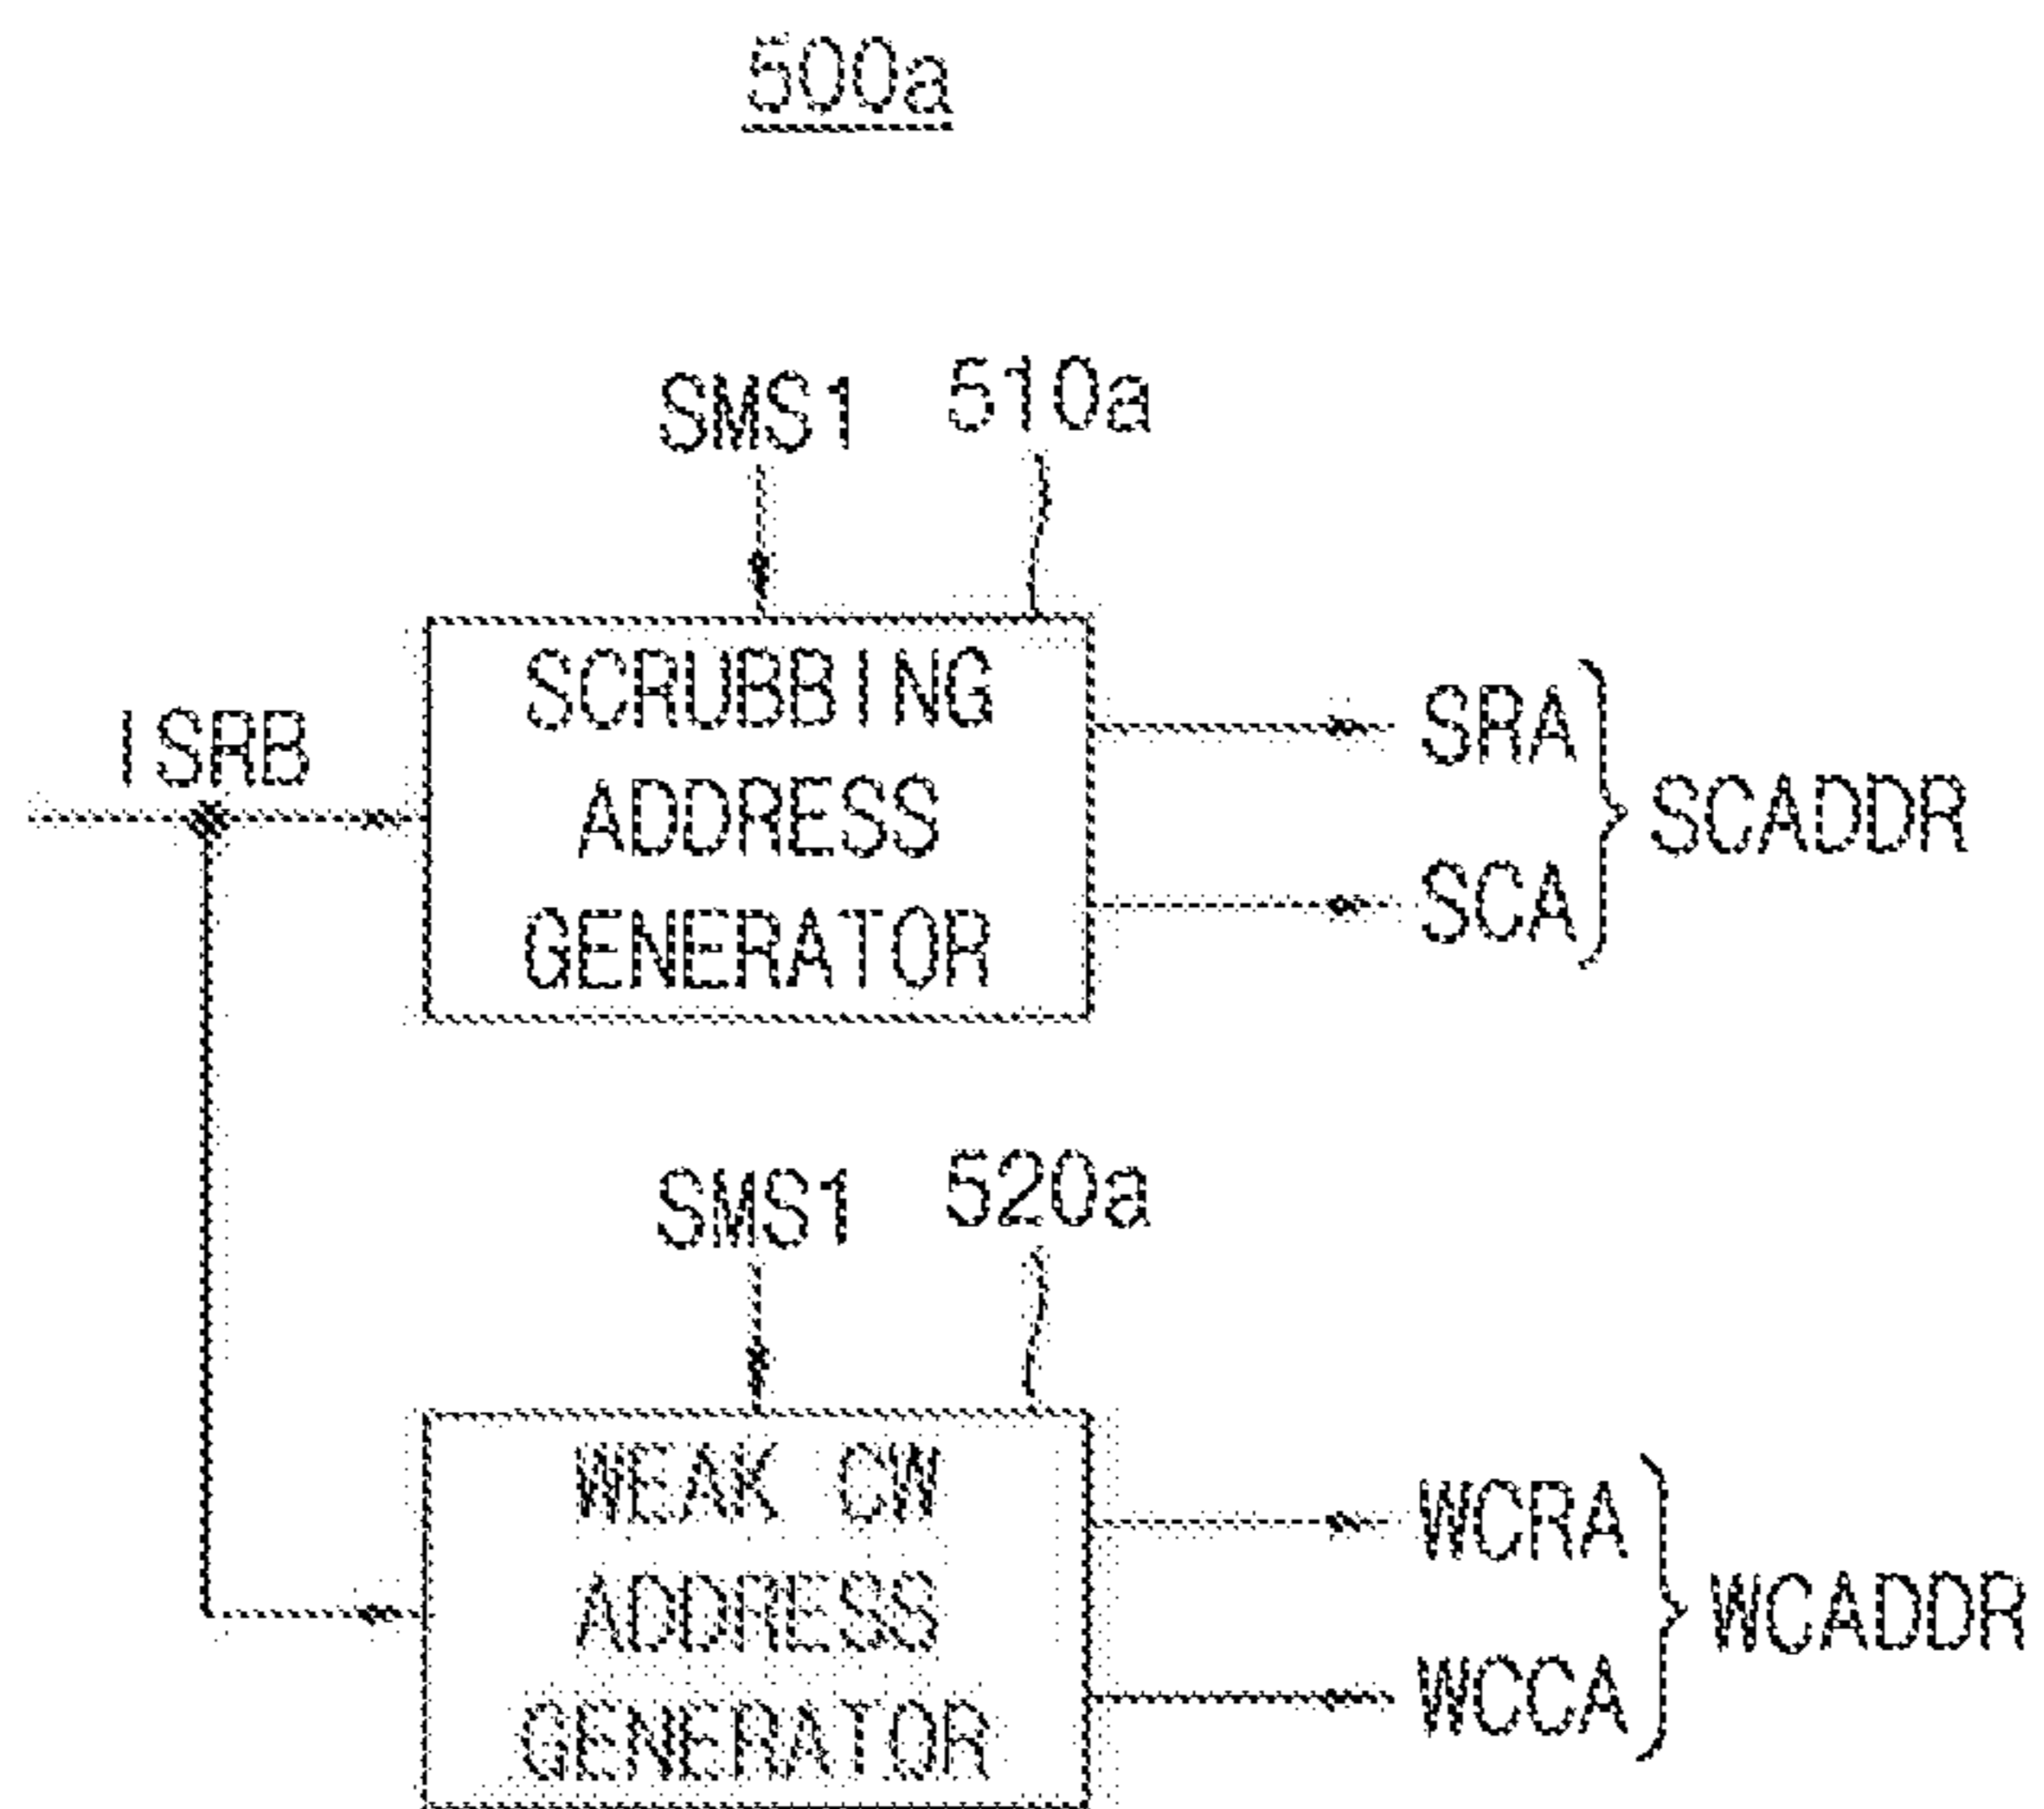 500a
SMS1 510a
ISRB
SCRUBBING
ADDRESS
GENERATOR
SRA
SCA
SCADDR
SMS1 520a
WEAK CW
ADDRESS
GENERATOR
WCRA
WCCA
WCADDR